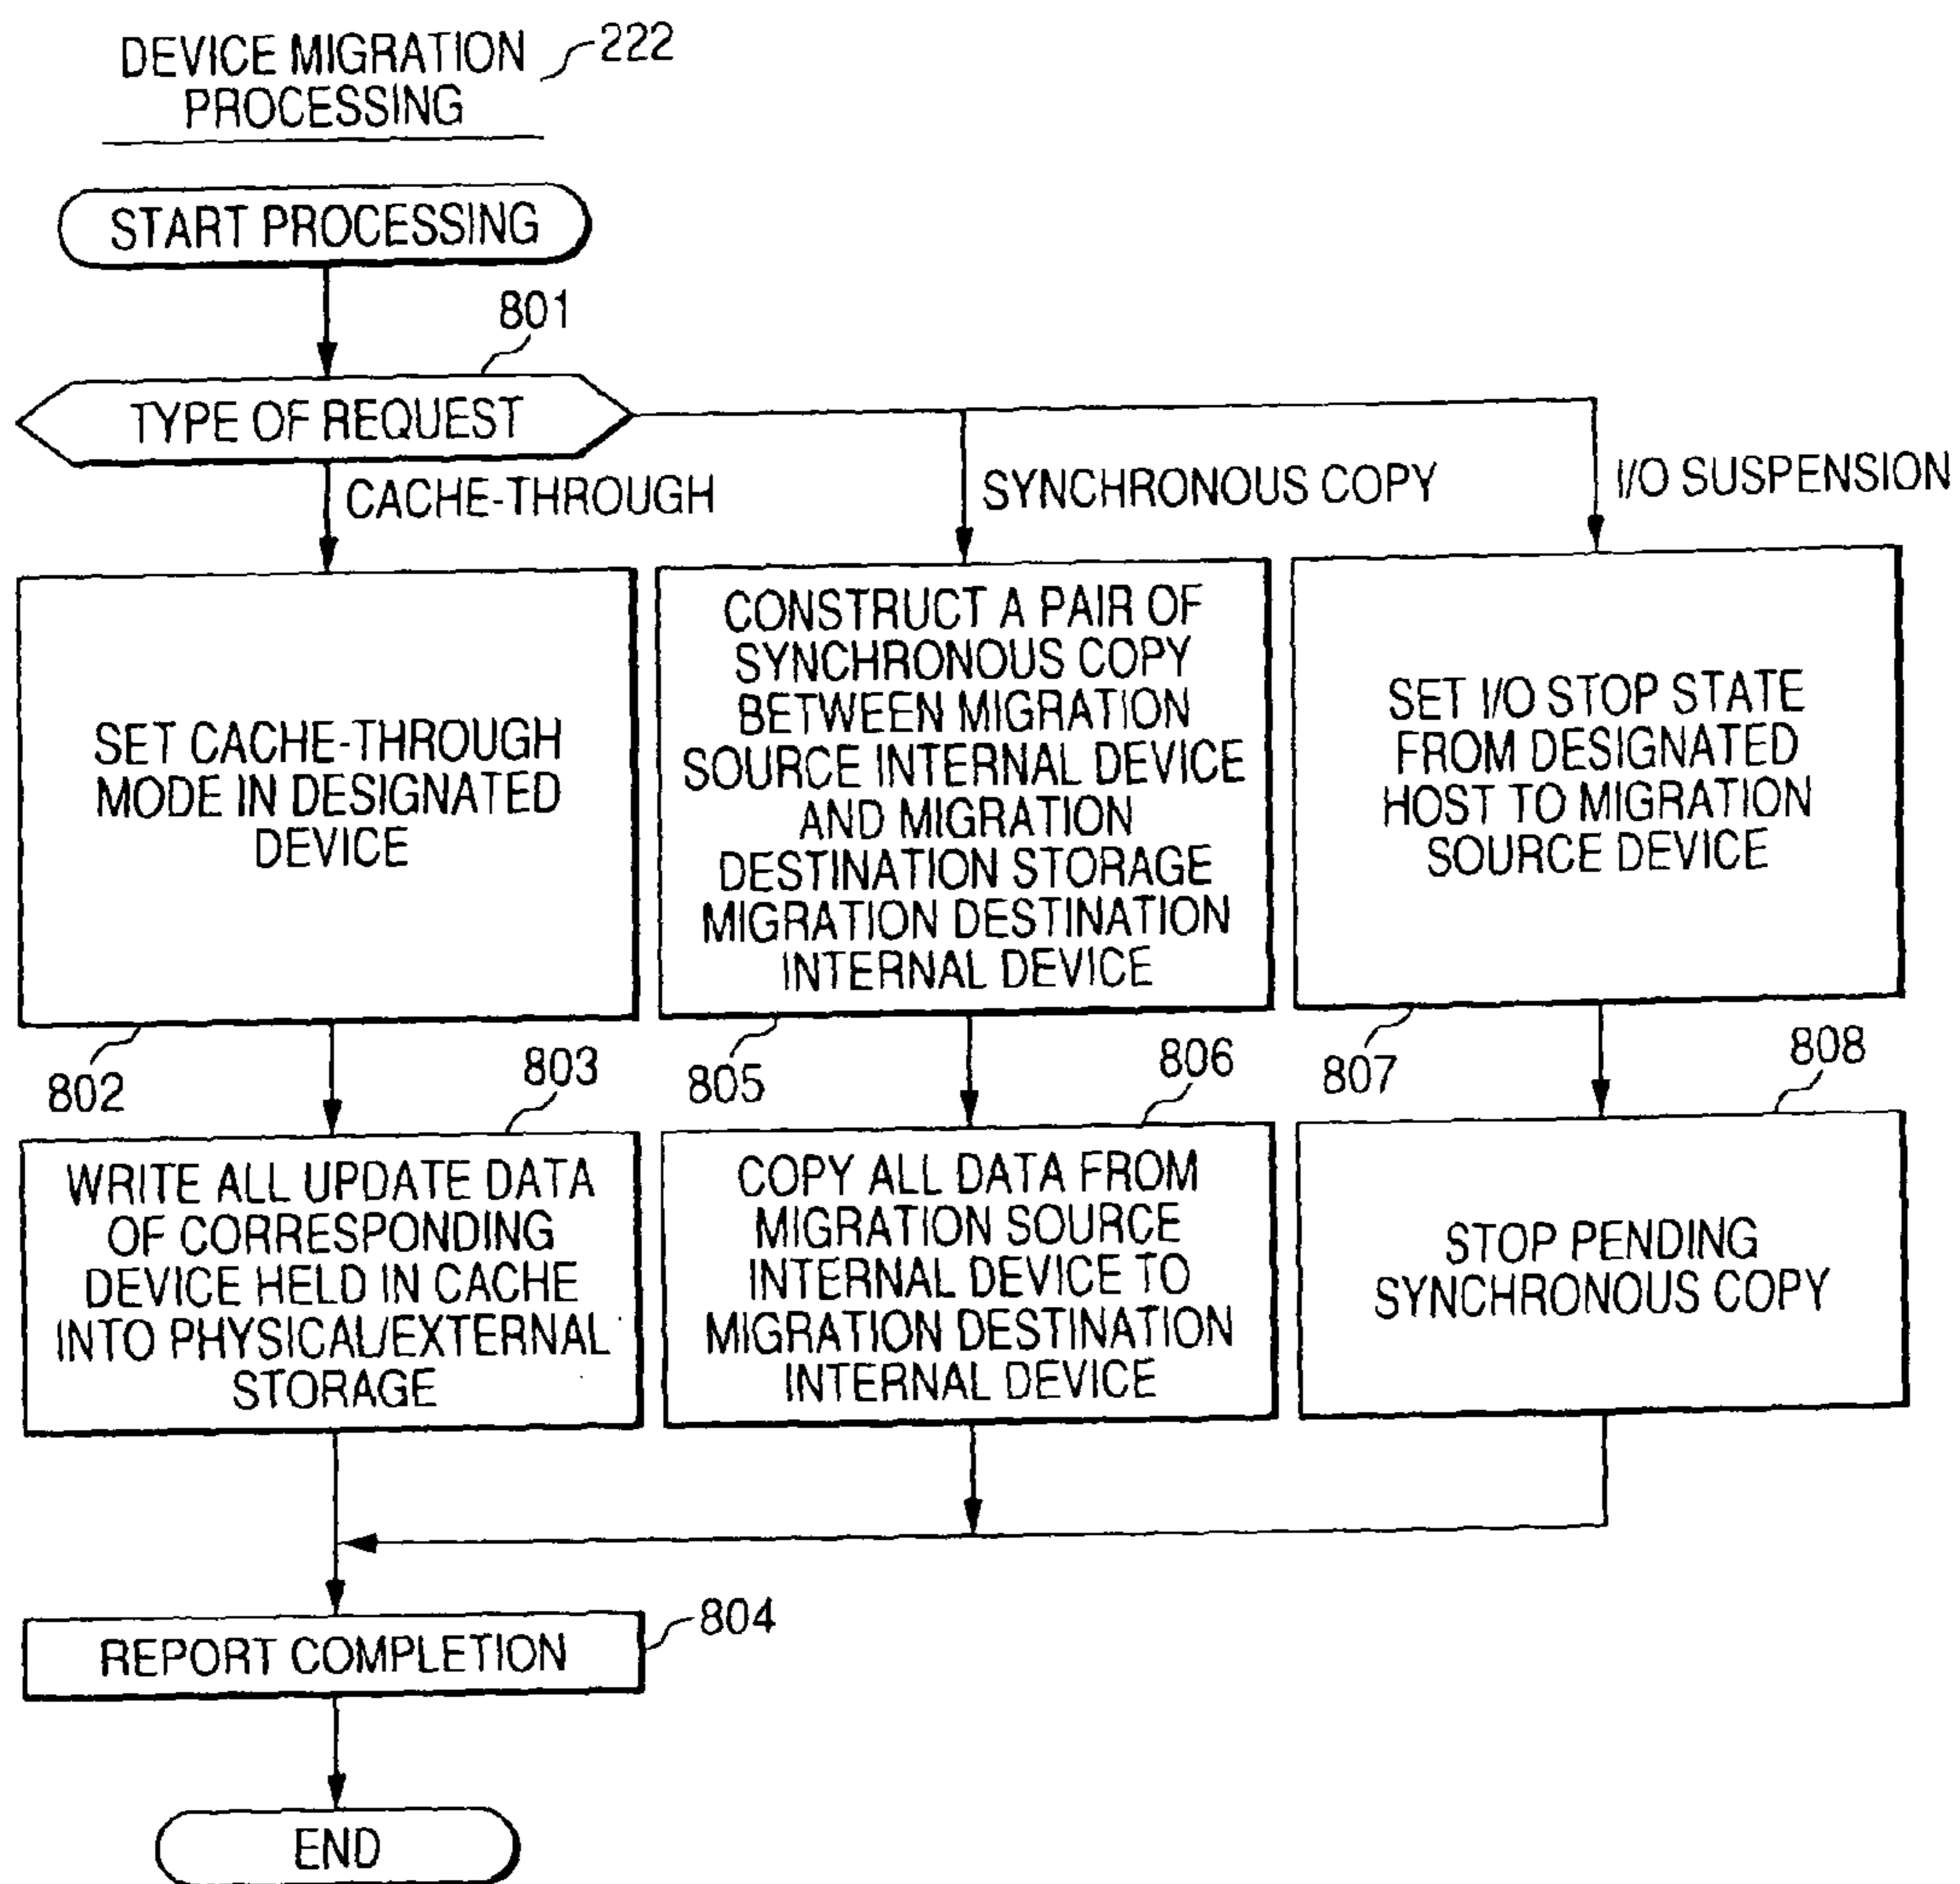 DEVICE MIGRATION
PROCESSING
222
START PROCESSING
801
TYPE OF REQUEST
CACHE-THROUGH
SYNCHRONOUS COPY
I/O SUSPENSION
SET CACHE-THROUGH
MODE IN DESIGNATED
DEVICE
802
CONSTRUCT A PAIR OF
SYNCHRONOUS COPY
BETWEEN MIGRATION
SOURCE INTERNAL DEVICE
AND MIGRATION
DESTINATION STORAGE
MIGRATION DESTINATION
INTERNAL DEVICE
805
SET I/O STOP STATE
FROM DESIGNATED
HOST TO MIGRATION
SOURCE DEVICE
807
803
WRITE ALL UPDATE DATA
OF CORRESPONDING
DEVICE HELD IN CACHE
INTO PHYSICAL/EXTERNAL
STORAGE
806
COPY ALL DATA FROM
MIGRATION SOURCE
INTERNAL DEVICE TO
MIGRATION DESTINATION
INTERNAL DEVICE
808
STOP PENDING
SYNCHRONOUS COPY
804
REPORT COMPLETION
END